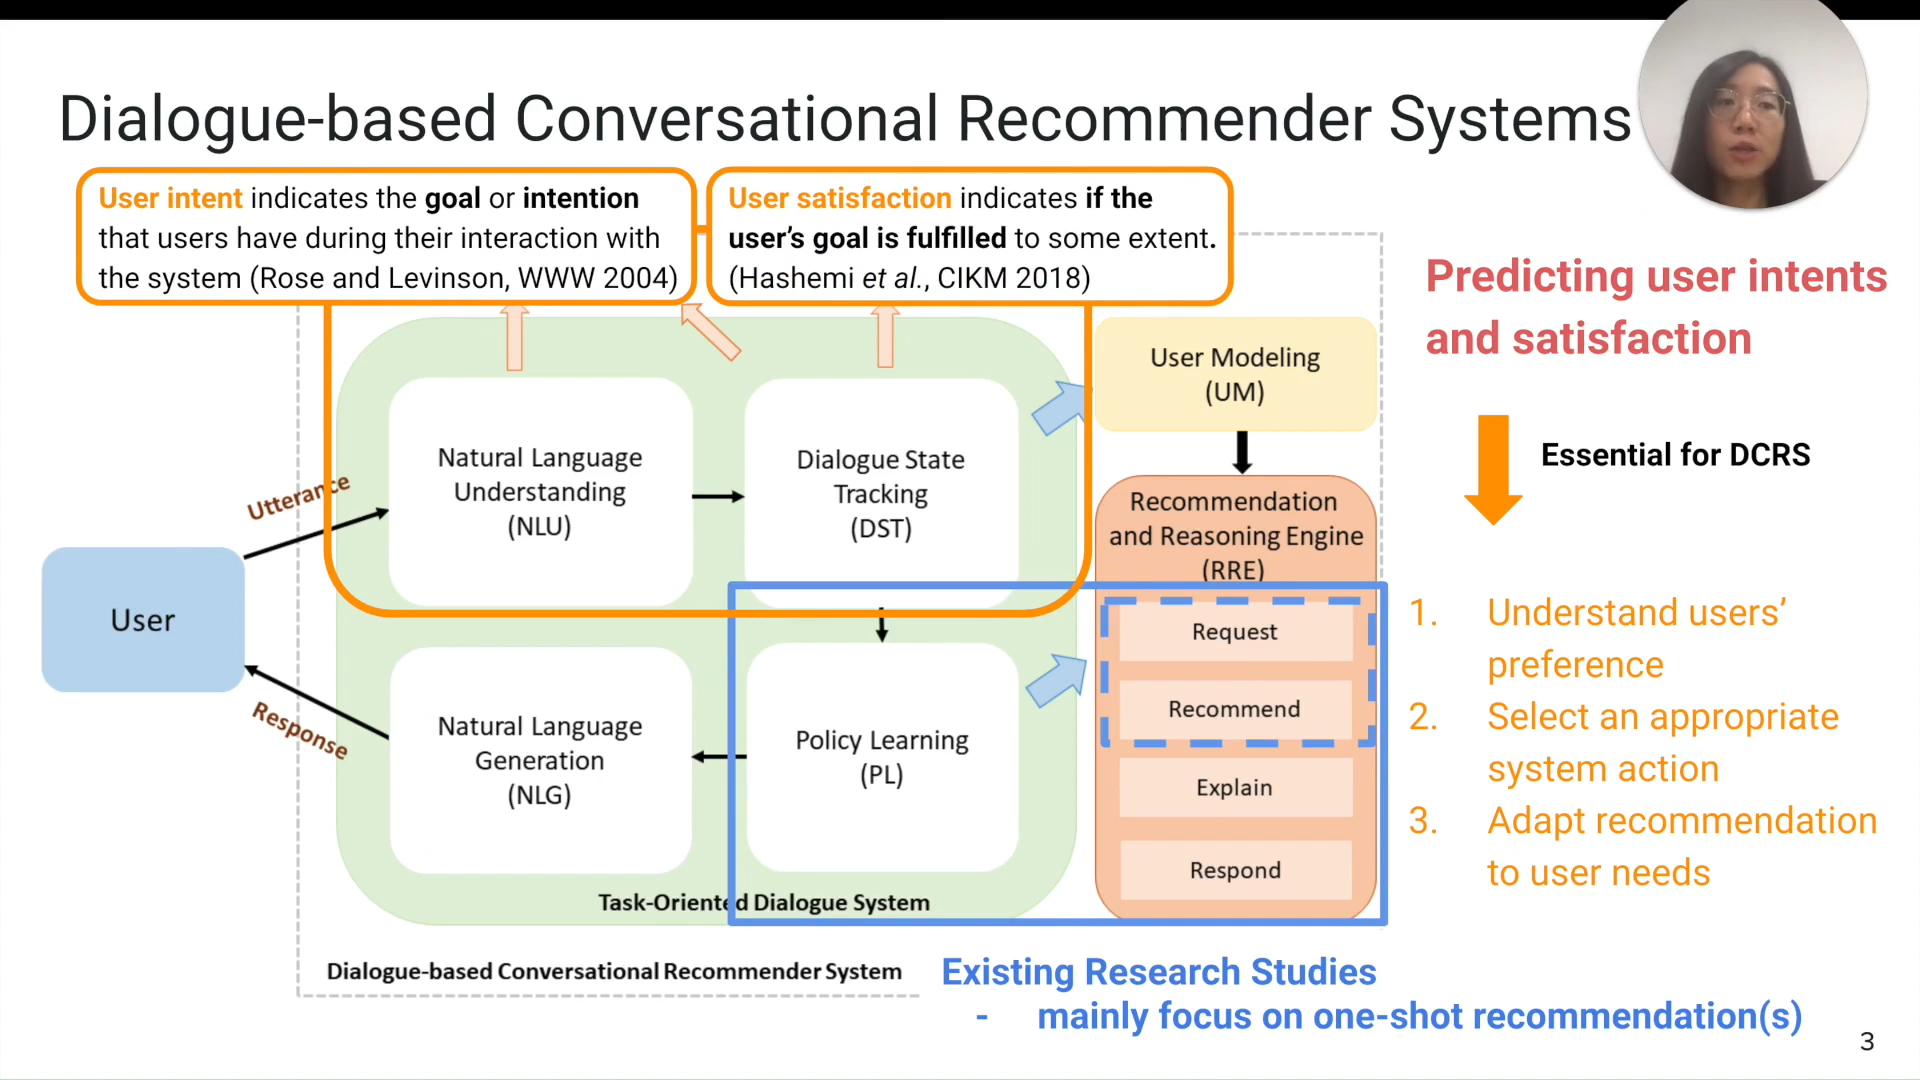 Dialogue-based Conversational Recommender Systems
User intent indicates the goal or intention
that users have during their interaction with
the system (Rose and Levinson, WWW 2004)
User satisfaction indicates if the
user's goal is fulfilled to some extent.
(Hashemi et al., CIKM 2018)
Predicting user intents
and satisfaction
Essential for DCRS
1. Understand users'
preference
2. Select an appropriate
system action
3. Adapt recommendation
to user needs
User
Utterance
Response
Natural Language
Understanding
(NLU)
Dialogue State
Tracking
(DST)
User Modeling
(UM)
Recommendation
and Reasoning Engine
(RRE)
Request
Recommend
Explain
Respond
Natural Language
Generation
(NLG)
Policy Learning
(PL)
Task-Oriented Dialogue System
Dialogue-based Conversational Recommender System
Existing Research Studies
- mainly focus on one-shot recommendation(s)
3